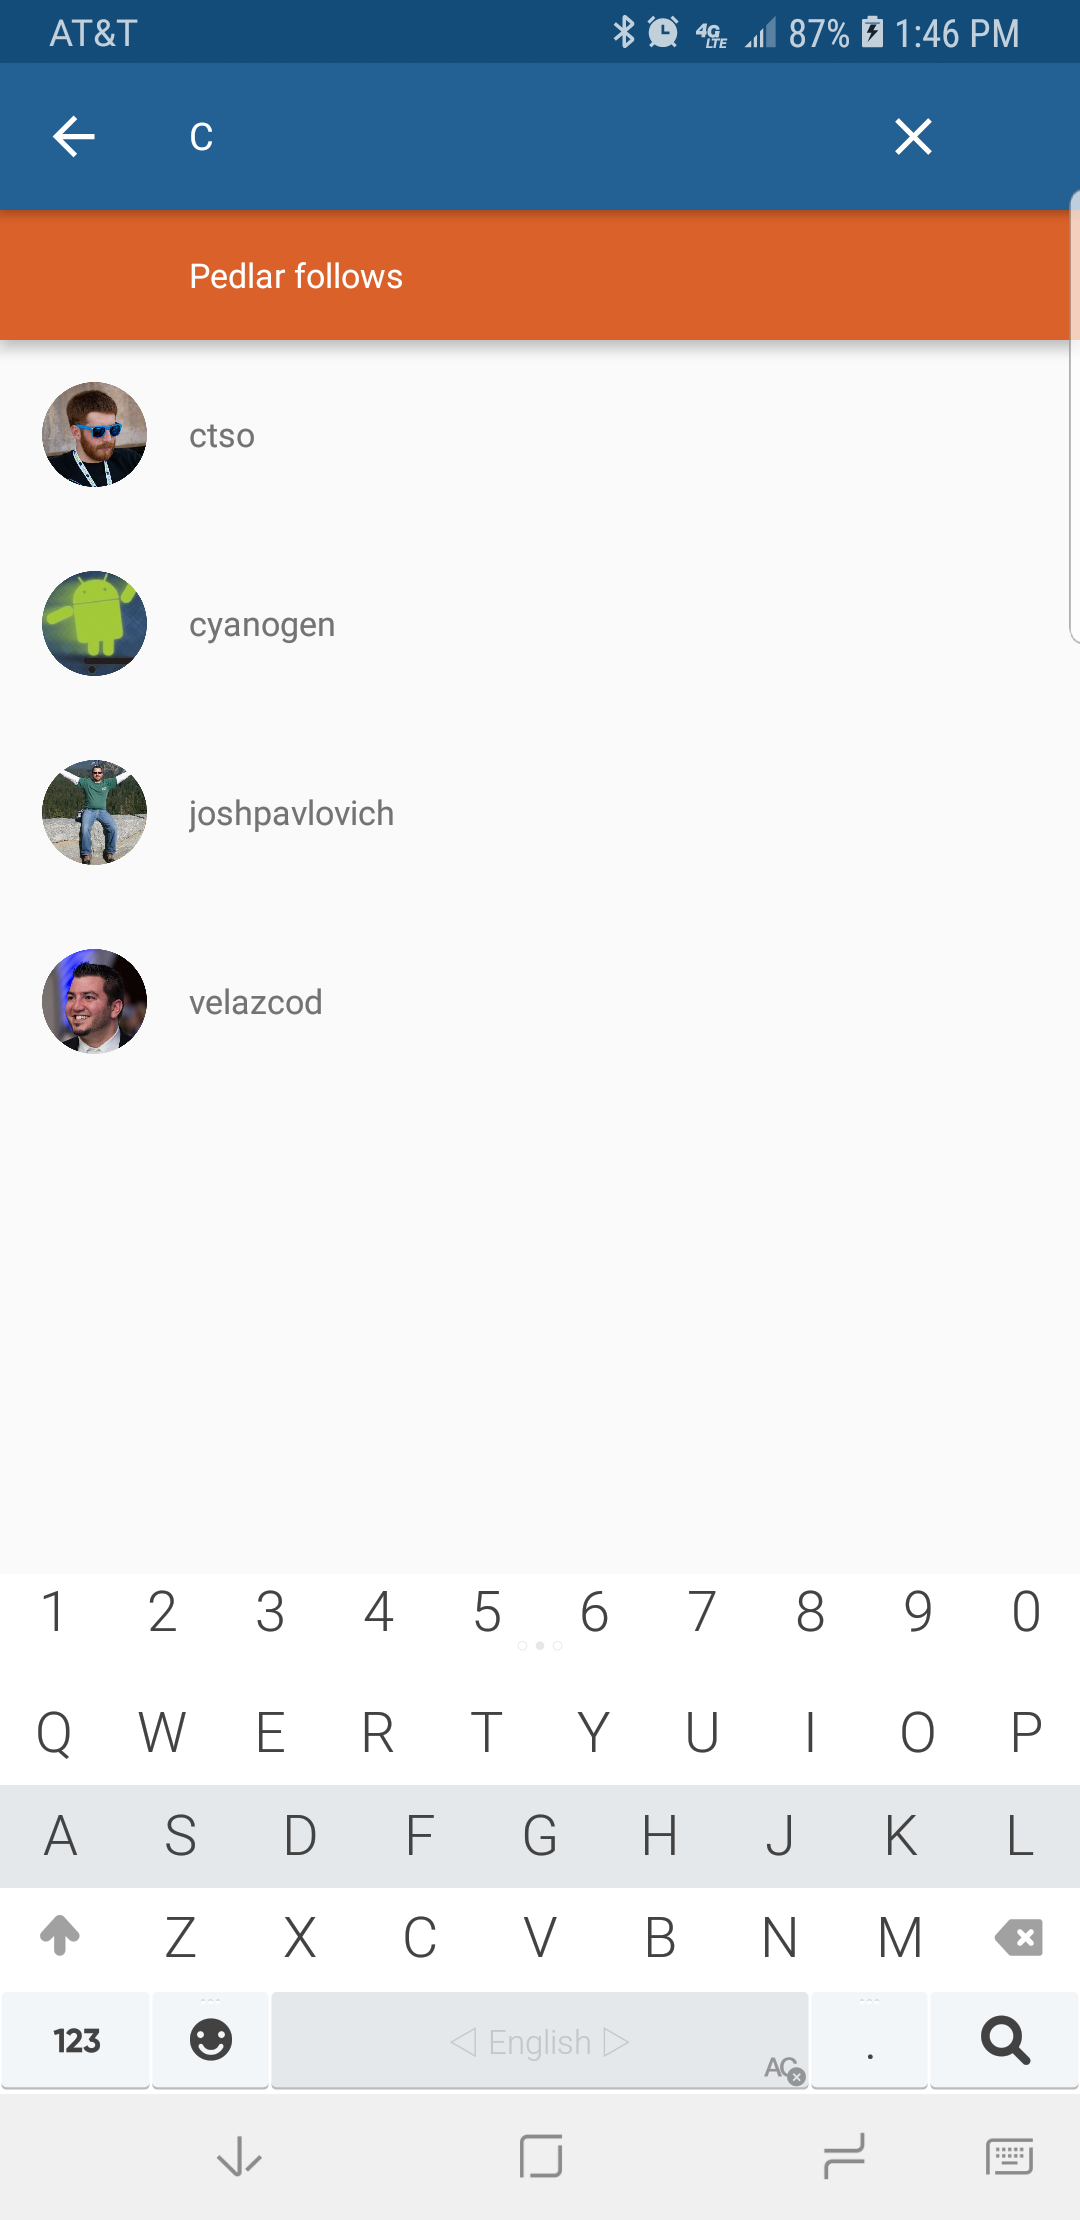 AT&T 4G LTE 87% 1:46 PM
C
Pedlar follows
ctso
cyanogen
joshpavlovich
velazcod
1 2 3 4 5 6 7 8 9 0
Q W E R T Y U I O P
A S D F G H J K L
Z X C V B N M
123 English AC .